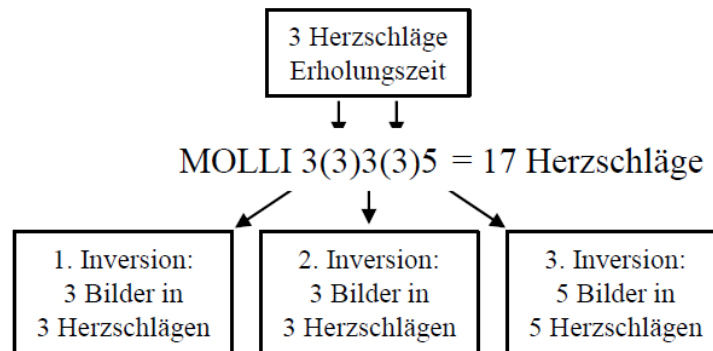 3 Herzschläge
Erholungszeit
MOLLI 3(3)3(3)5 = 17 Herzschläge
1. Inversion:
3 Bilder in
3 Herzschlägen
2. Inversion:
3 Bilder in
3 Herzschlägen
3. Inversion:
5 Bilder in
5 Herzschlägen